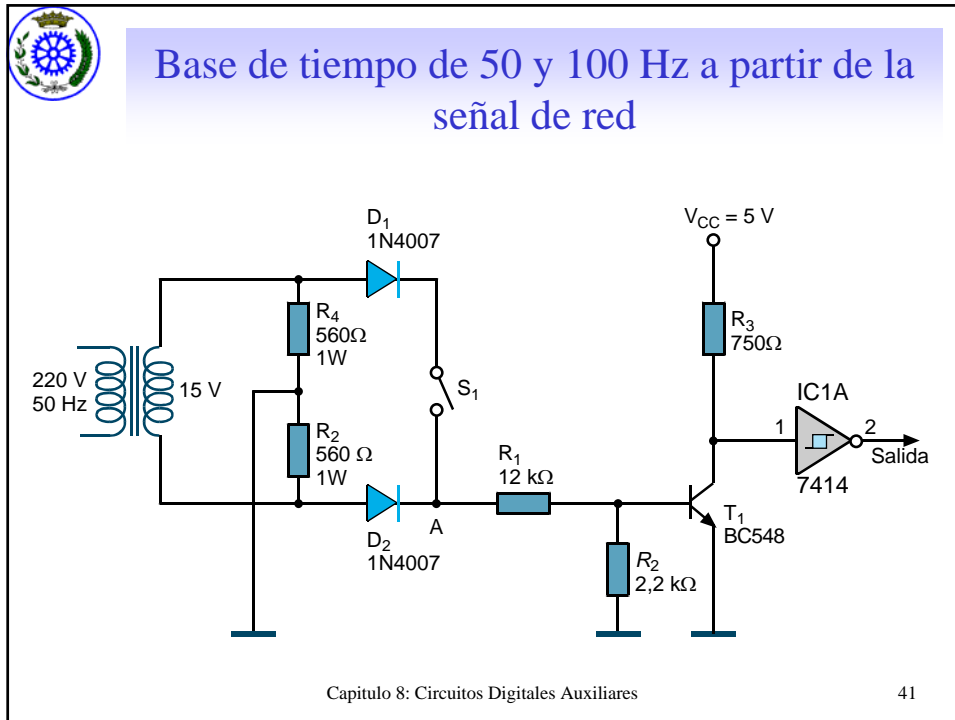 Base de tiempo de 50 y 100 Hz a partir de la
señal de red
D1
1N4007
VCC = 5 V
R4
560Ω
1W
R3
750Ω
220 V
50 Hz
15 V
S1
IC1A
R2
560 Ω
1W
R1
12 kΩ
1
2
Salida
7414
A
D2
1N4007
T1
BC548
R2
2,2 kΩ
Capitulo 8: Circuitos Digitales Auxiliares
41